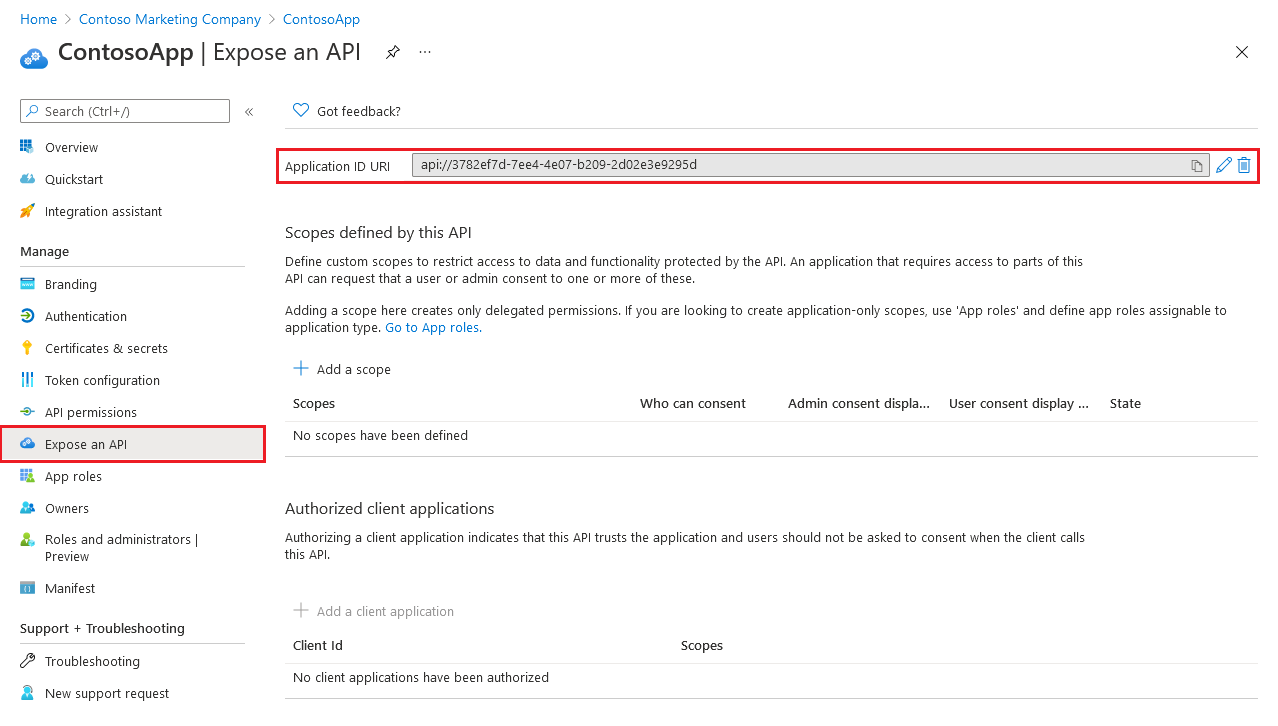 Home > Contoso Marketing Company > ContosoApp
ContosoApp | Expose an API
Search (Ctrl+/)
Overview
Quickstart
Integration assistant
Manage
Branding
Authentication
Certificates & secrets
Token configuration
API permissions
Expose an API
App roles
Owners
Roles and administrators |
Preview
Manifest
Support + Troubleshooting
Troubleshooting
New support request
Got feedback?
Application ID URI api://3782ef7d-7ee4-4e07-b209-2d02e3e9295d
Scopes defined by this API
Define custom scopes to restrict access to data and functionality protected by the API. An application that requires access to parts of this
API can request that a user or admin consent to one or more of these.
Adding a scope here creates only delegated permissions. If you are looking to create application-only scopes, use 'App roles' and define app roles assignable to
application type. Go to App roles.
Add a scope
Scopes Who can consent Admin consent displa... User consent display ... State
No scopes have been defined
Authorized client applications
Authorizing a client application indicates that this API trusts the application and users should not be asked to consent when the client calls
this API.
Add a client application
Client Id Scopes
No client applications have been authorized